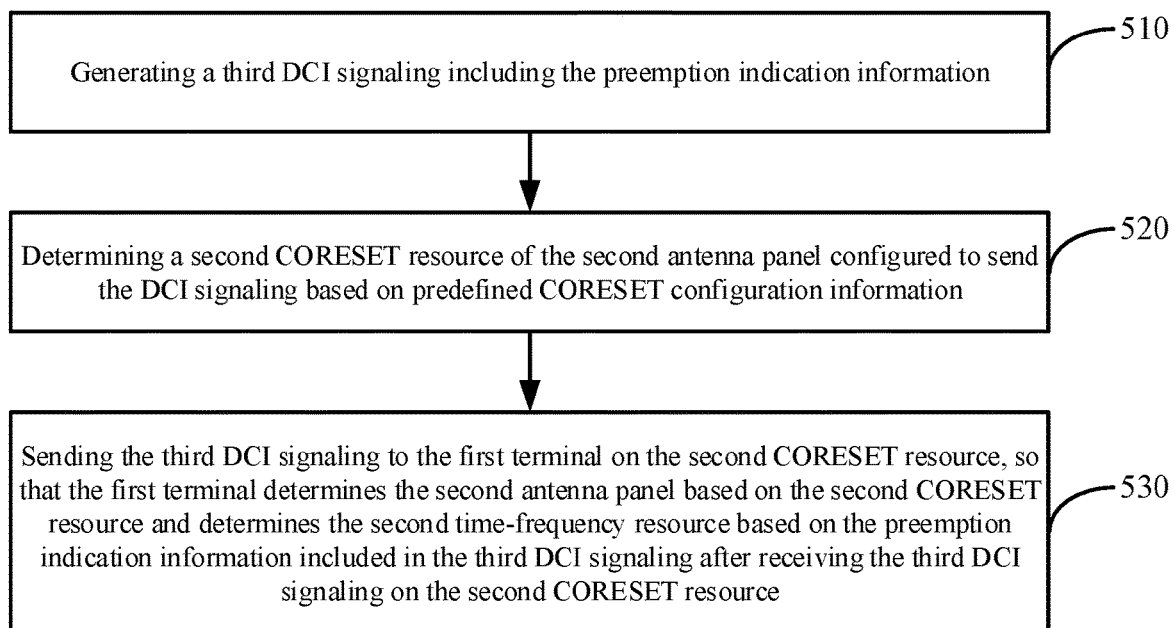 Generating a third DCI signaling including the preemption indication information
510
Determining a second CORESET resource of the second antenna panel configured to send
the DCI signaling based on predefined CORESET configuration information
520
Sending the third DCI signaling to the first terminal on the second CORESET resource, so
that the first terminal determines the second antenna panel based on the second CORESET
resource and determines the second time-frequency resource based on the preemption
indication information included in the third DCI signaling after receiving the third DCI
signaling on the second CORESET resource
530